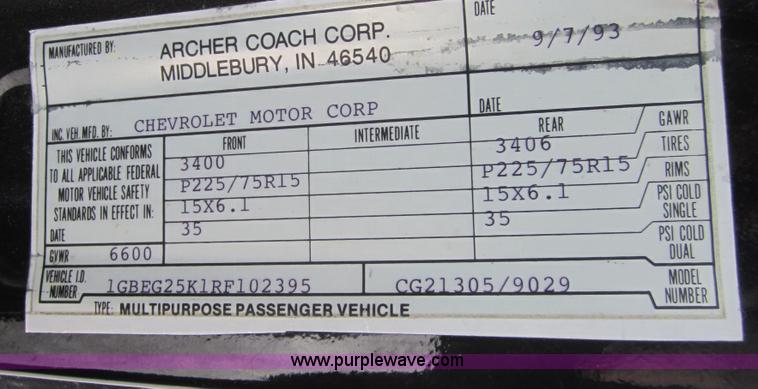 MANUFACTURED BY: ARCHER COACH CORP.
MIDDLEBURY, IN 46540
DATE
9/7/93
INC. VEH. MFD. BY: CHEVROLET MOTOR CORP
DATE
THIS VEHICLE CONFORMS
TO ALL APPLICABLE FEDERAL
MOTOR VEHICLE SAFETY
STANDARDS IN EFFECT IN:
DATE
FRONT INTERMEDIATE REAR GAWR
3400 3406 TIRES
P225/75R15 P225/75R15 RIMS
15X6.1 15X6.1 PSI COLD SINGLE
35 35 PSI COLD DUAL
GVWR 6600
VEHICLE I.D. NUMBER 1GBEG25K1RF102395 CG21305/9029 MODEL NUMBER
TYPE: MULTIPURPOSE PASSENGER VEHICLE
www.purplewave.com